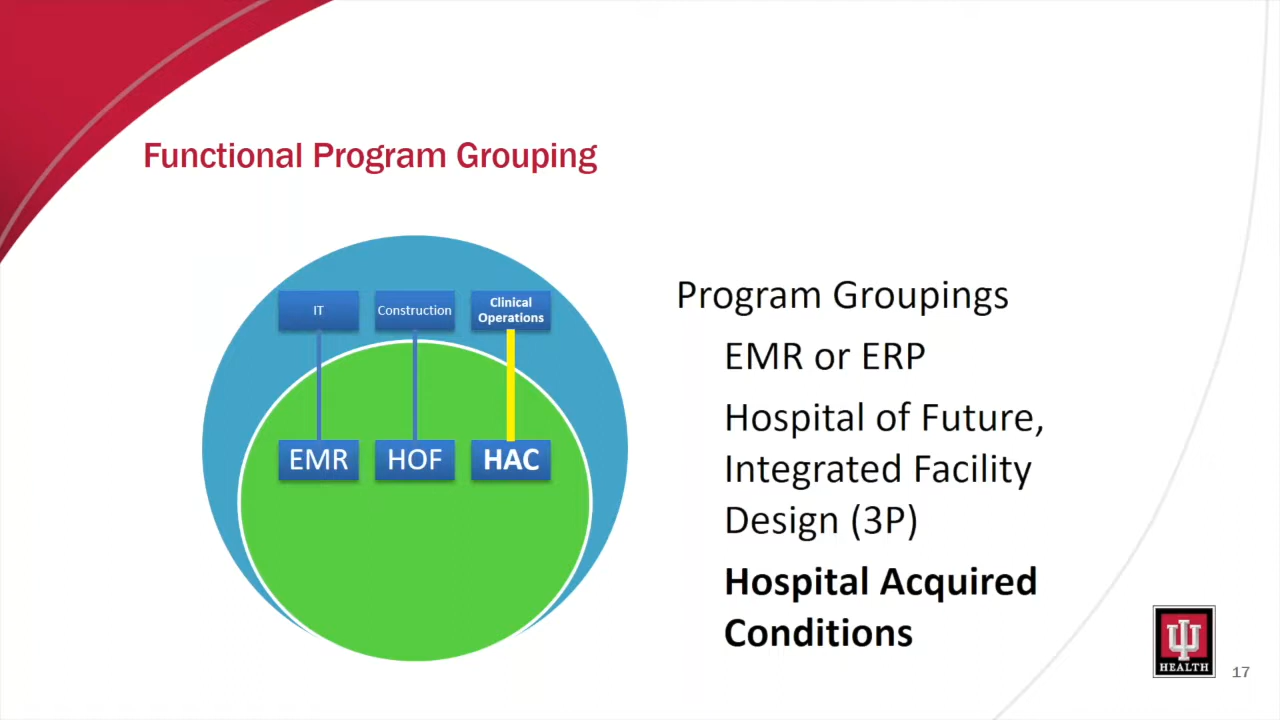 Functional Program Grouping
IT
Construction
Clinical
Operations
EMR
HOF
HAC
Program Groupings
EMR or ERP
Hospital of Future,
Integrated Facility
Design (3P)
Hospital Acquired
Conditions
HEALTH
17